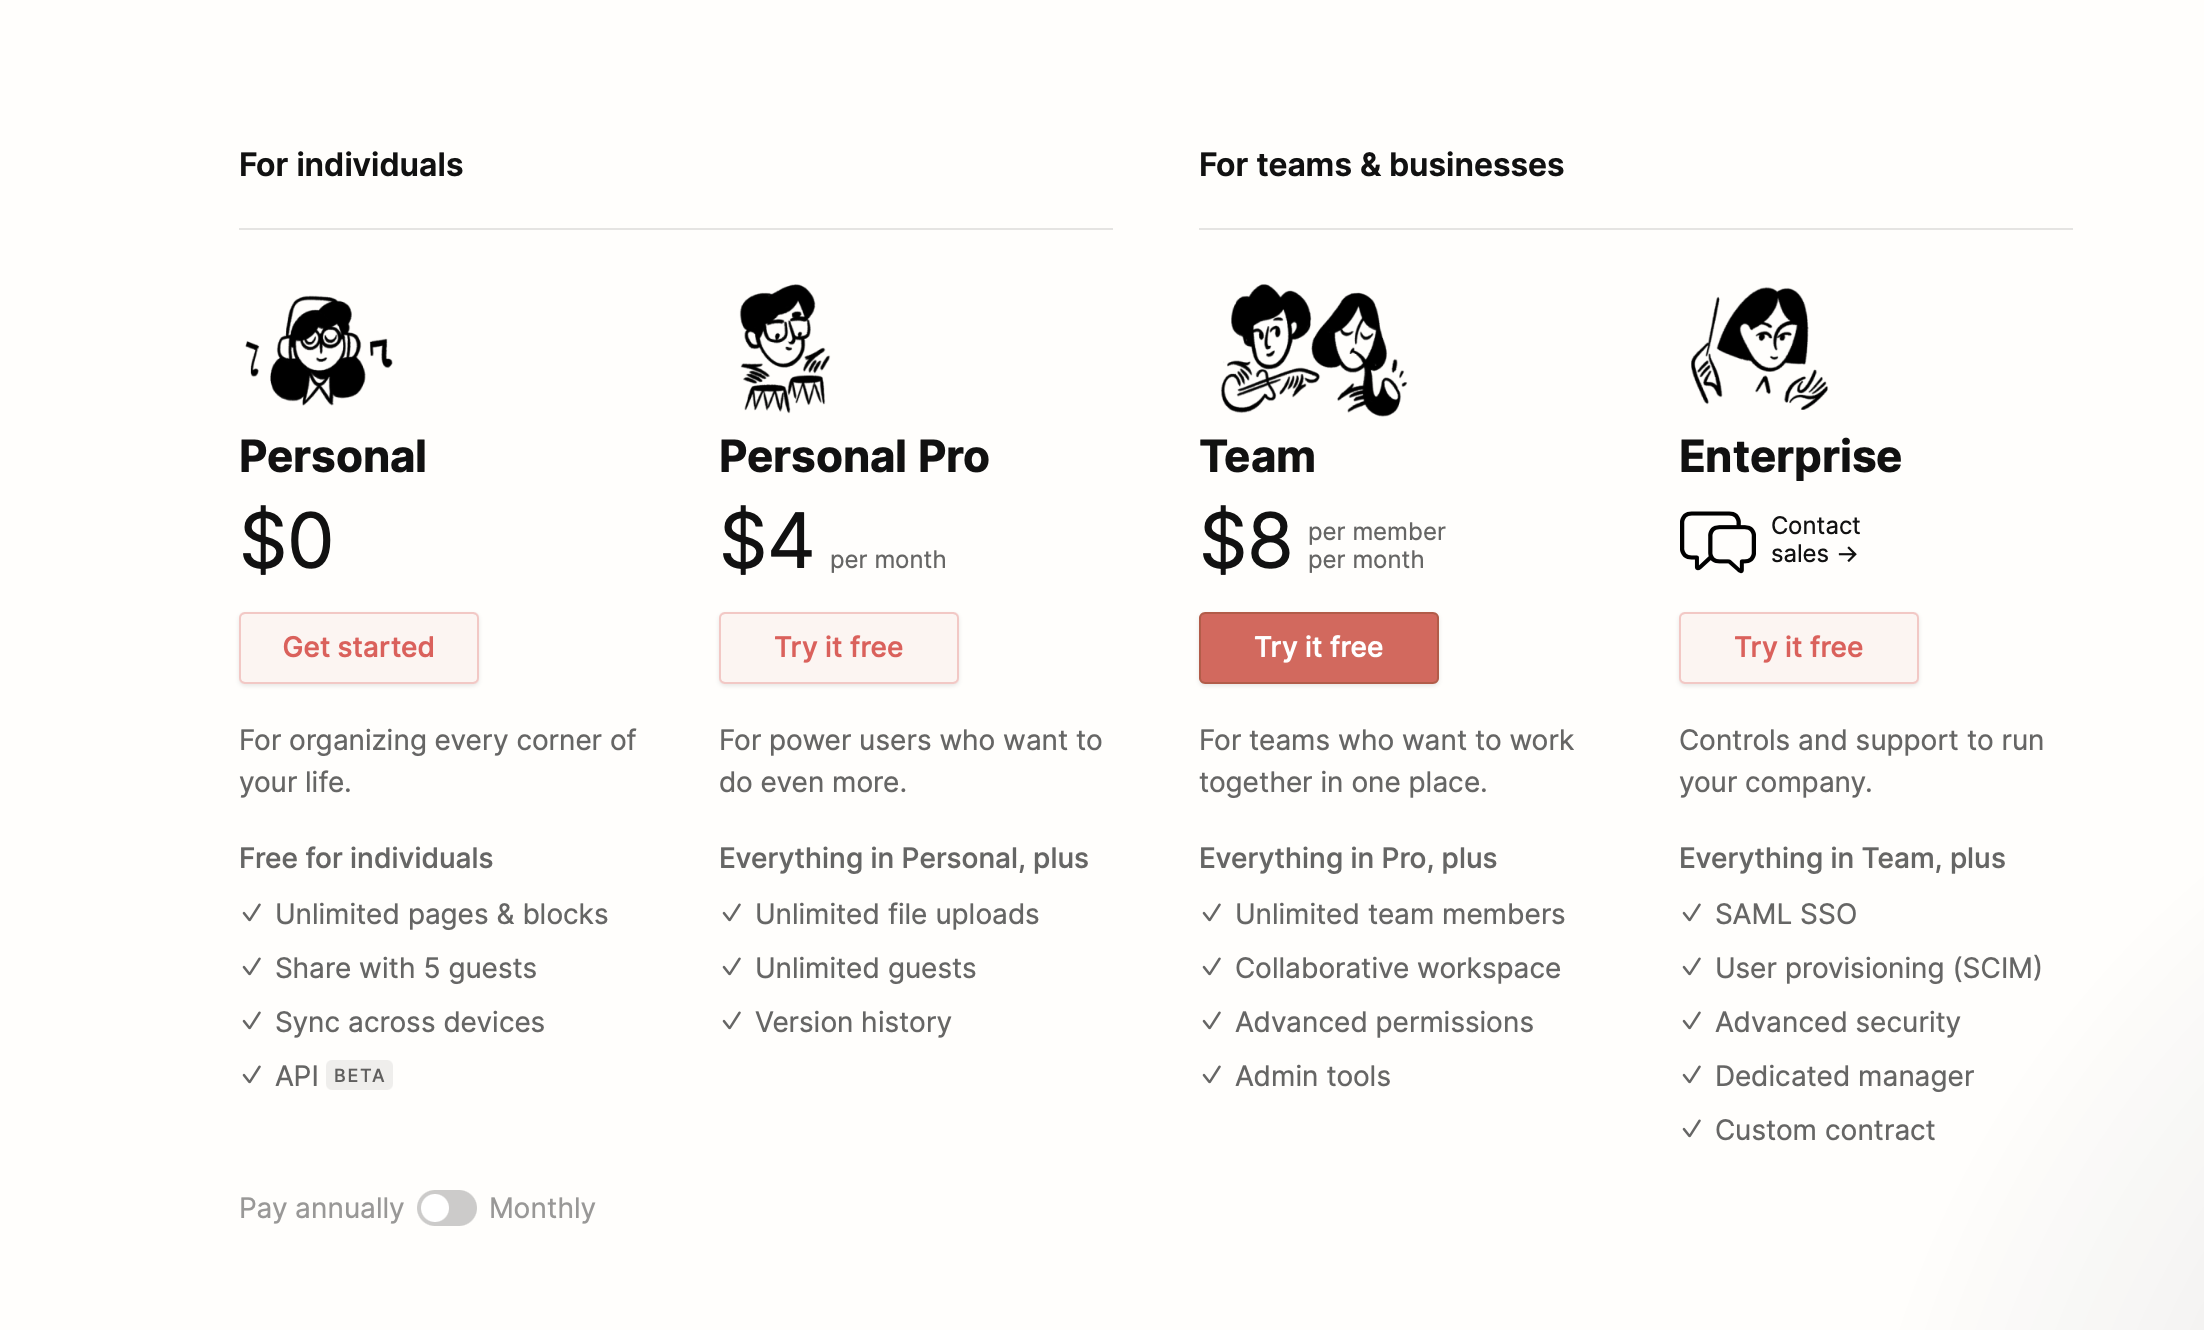 For individuals
For teams & businesses
Personal
$0
Get started
For organizing every corner of
your life.
Free for individuals
✓ Unlimited pages & blocks
✓ Share with 5 guests
✓ Sync across devices
✓ API BETA
Personal Pro
$4 per month
Try it free
For power users who want to
do even more.
Everything in Personal, plus
✓ Unlimited file uploads
✓ Unlimited guests
✓ Version history
Team
$8 per member
per month
Try it free
For teams who want to work
together in one place.
Everything in Pro, plus
✓ Unlimited team members
✓ Collaborative workspace
✓ Advanced permissions
✓ Admin tools
Enterprise
Contact
sales →
Try it free
Controls and support to run
your company.
Everything in Team, plus
✓ SAML SSO
✓ User provisioning (SCIM)
✓ Advanced security
✓ Dedicated manager
✓ Custom contract
Pay annually Monthly